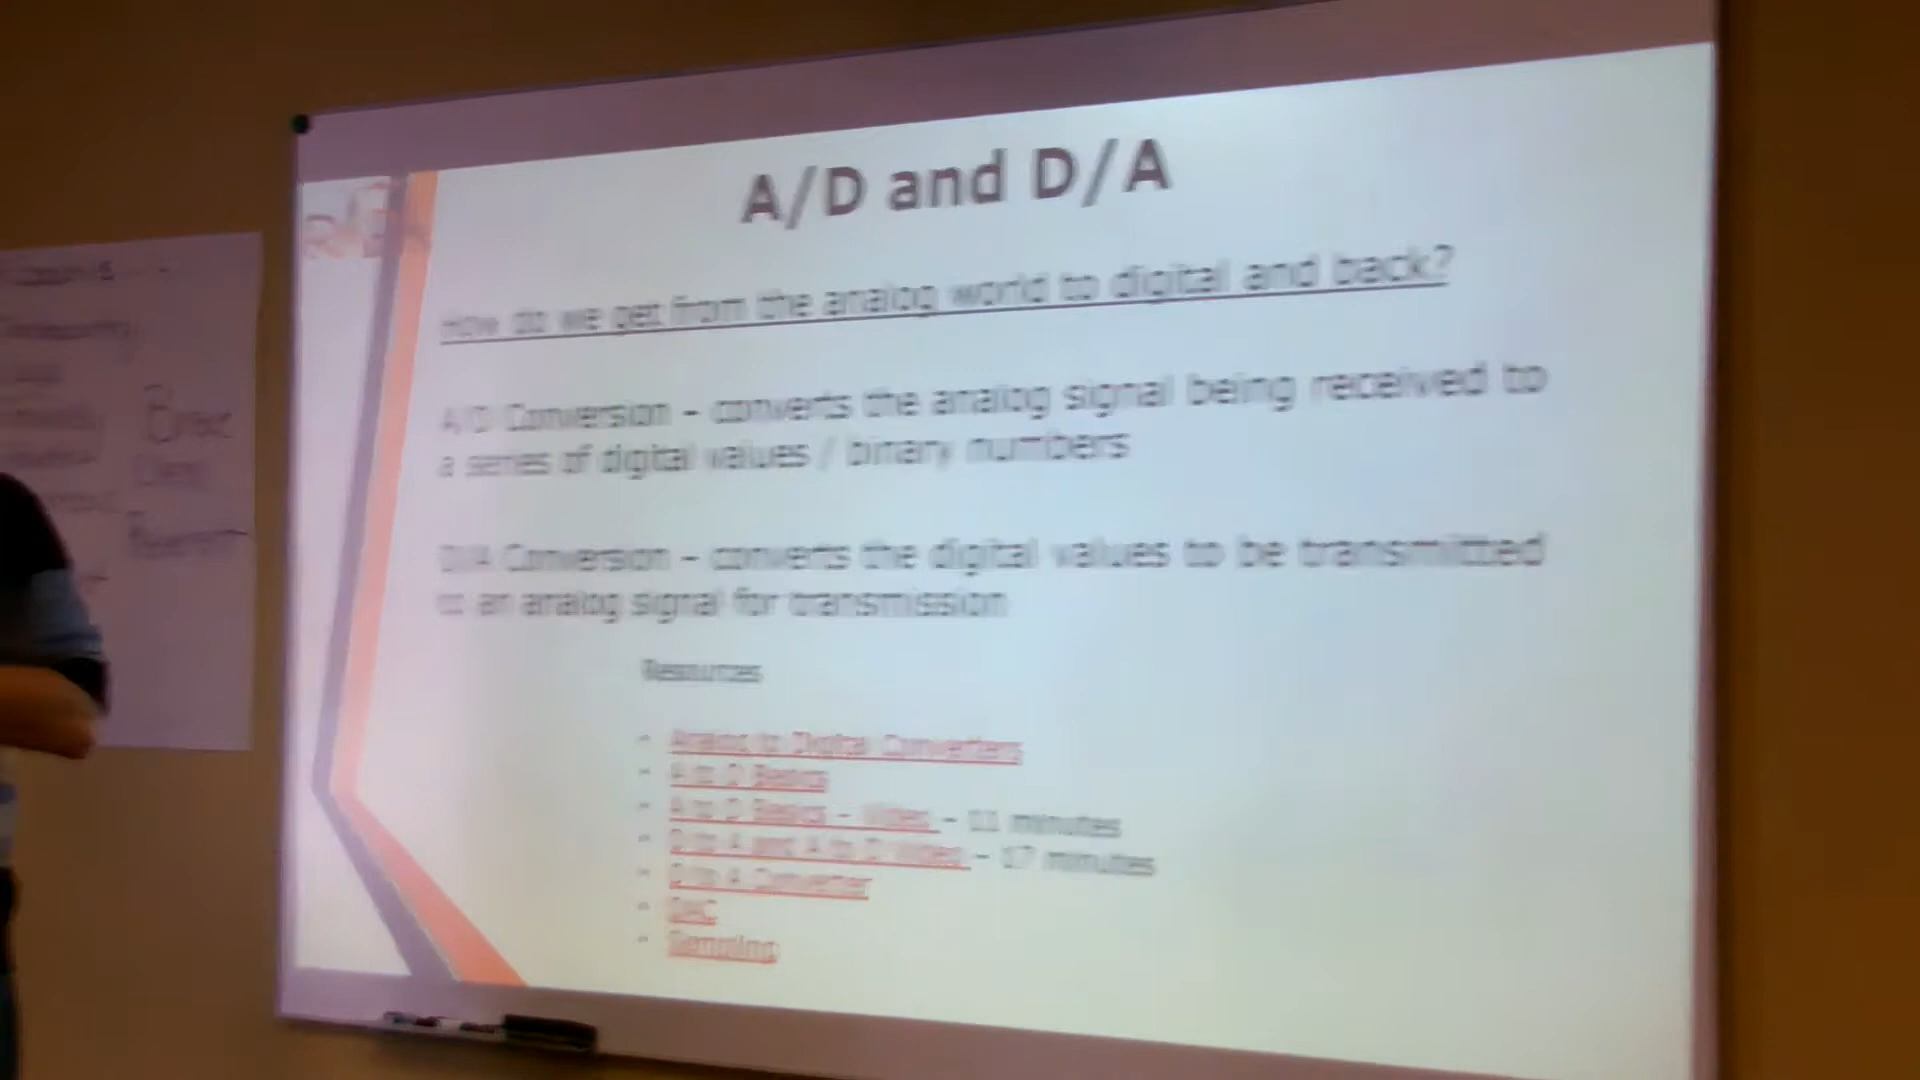 A/D and D/A
How do we get from the analog world to digital and back?
A/D Conversion – converts the analog signal being received to
a series of digital values / binary numbers
D/A Conversion – converts the digital values to be transmitted
to an analog signal for transmission
Resources
- Analog to Digital Converters
- A to D Basics
- A to D Basics – Video – 11 minutes
- D to A and A to D Video – 17 minutes
- D to A Converter
- DAC
- Sampling